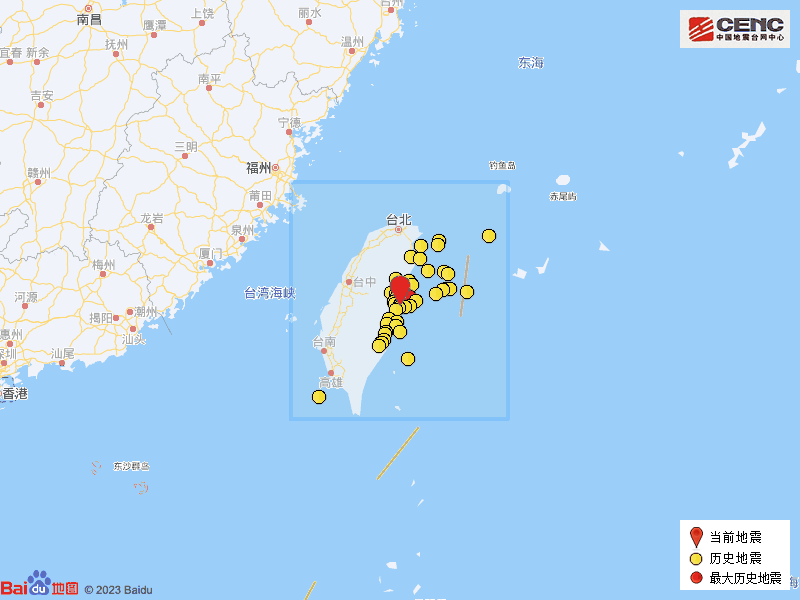 台州
丽水
上饶
南昌
CENC
中国地震台网中心
鹰潭
温州
抚州
宜春
新余
东海
南平
吉安
宁德
三明
钓鱼岛
福州
赣州
赤尾屿
莆田
台北
龙岩
泉州
厦门
梅州
台中
台湾海峡
河源
潮州
揭阳
惠州
汕头
台南
深圳
汕尾
高雄
香港
东沙群岛
当前地震
历史地震
最大历史地震
海
Bai du 地图
© 2023 Baidu